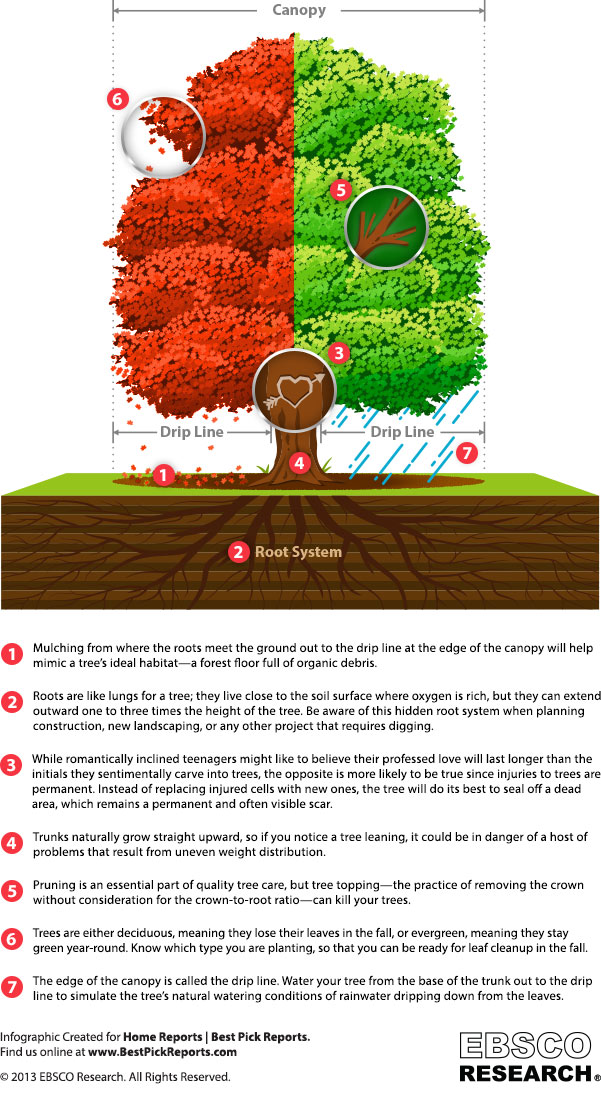 Canopy
6
5
3
Drip Line
Drip Line
4
7
1
2 Root System
1 Mulching from where the roots meet the ground out to the drip line at the edge of the canopy will help
mimic a tree's ideal habitat—a forest floor full of organic debris.
2 Roots are like lungs for a tree; they live close to the soil surface where oxygen is rich, but they can extend
outward one to three times the height of the tree. Be aware of this hidden root system when planning
construction, new landscaping, or any other project that requires digging.
3 While romantically inclined teenagers might like to believe their professed love will last longer than the
initials they sentimentally carve into trees, the opposite is more likely to be true since injuries to trees are
permanent. Instead of replacing injured cells with new ones, the tree will do its best to seal off a dead
area, which remains a permanent and often visible scar.
4 Trunks naturally grow straight upward, so if you notice a tree leaning, it could be in danger of a host of
problems that result from uneven weight distribution.
5 Pruning is an essential part of quality tree care, but tree topping—the practice of removing the crown
without consideration for the crown-to-root ratio—can kill your trees.
6 Trees are either deciduous, meaning they lose their leaves in the fall, or evergreen, meaning they stay
green year-round. Know which type you are planting, so that you can be ready for leaf cleanup in the fall.
7 The edge of the canopy is called the drip line. Water your tree from the base of the trunk out to the drip
line to simulate the tree's natural watering conditions of rainwater dripping down from the leaves.
Infographic Created for Home Reports | Best Pick Reports.
Find us online at www.BestPickReports.com
© 2013 EBSCO Research. All Rights Reserved.
EBSCO
RESEARCH®